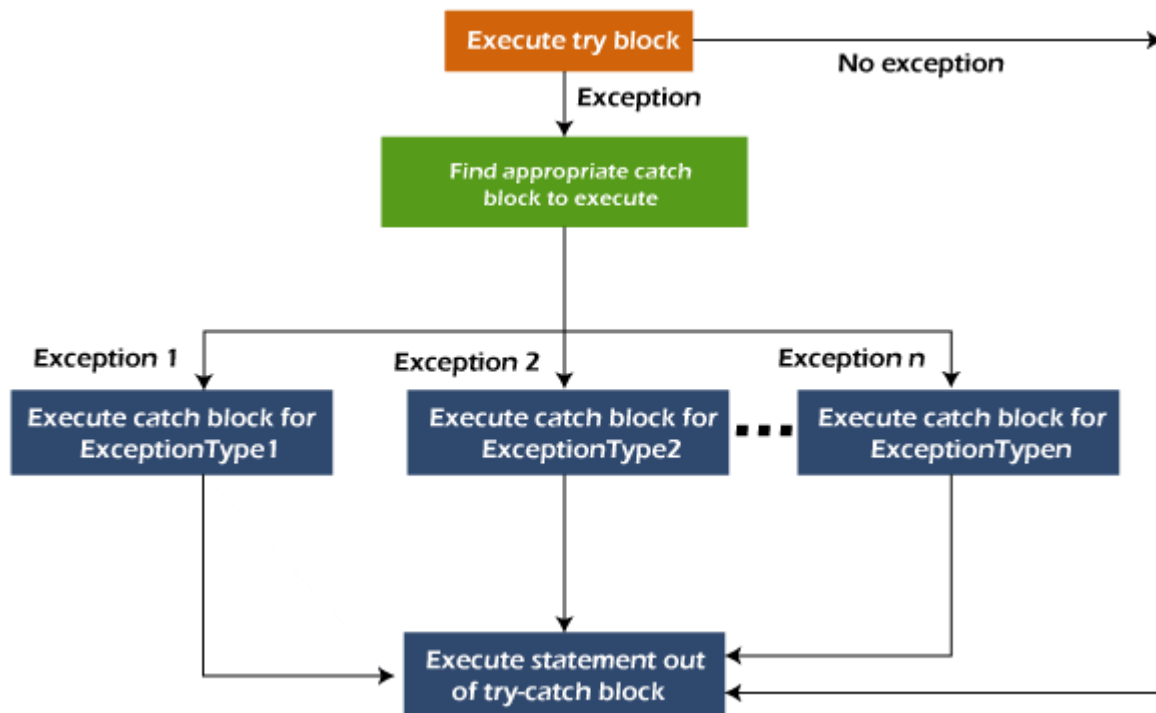 Execute try block
No exception
Exception
Find appropriate catch
block to execute
Exception 1
Exception 2
Exception n
Execute catch block for
ExceptionType1
Execute catch block for
ExceptionType2
Execute catch block for
ExceptionTypen
Execute statement out
of try-catch block